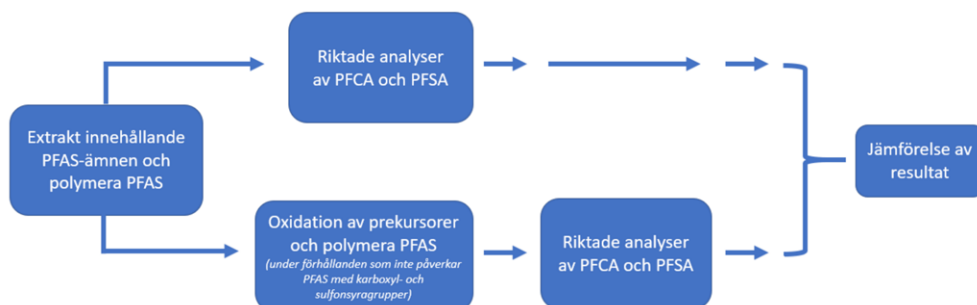 Extrakt innehållande
PFAS-ämnen och
polymera PFAS
Riktade analyser
av PFCA och PFSA
Oxidation av prekursorer
och polymera PFAS
(under förhållanden som inte påverkar
PFAS med karboxyl- och
sulfonsyragrupper)
Riktade analyser
av PFCA och PFSA
Jämförelse av
resultat